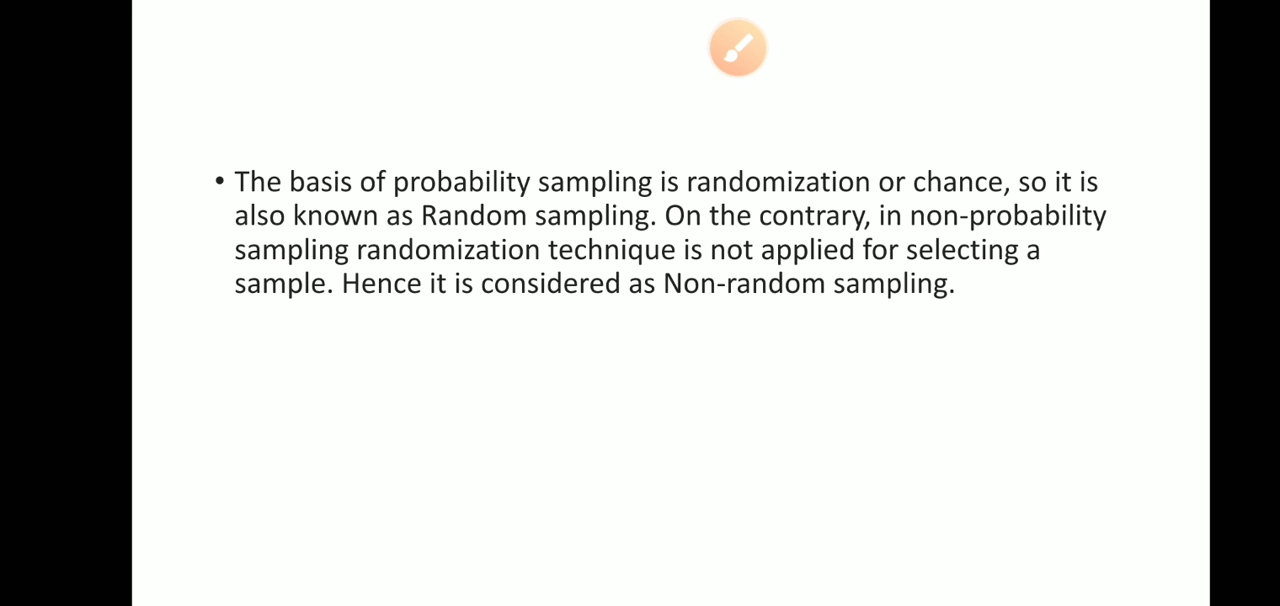 • The basis of probability sampling is randomization or chance, so it is
also known as Random sampling. On the contrary, in non-probability
sampling randomization technique is not applied for selecting a
sample. Hence it is considered as Non-random sampling.